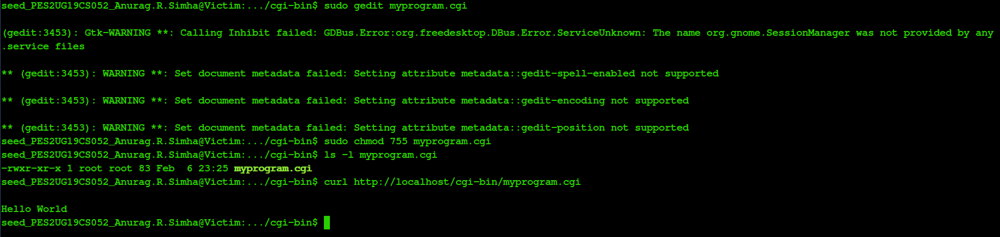 seed_PES2UG19CS052_Anurag.R.Simha@Victim:.../cgi-bin$ sudo gedit myprogram.cgi
(gedit:3453): Gtk-WARNING **: Calling Inhibit failed: GDBus.Error:org.freedesktop.DBus.Error.ServiceUnknown: The name org.gnome.SessionManager was not provided by any
.service files
** (gedit:3453): WARNING **: Set document metadata failed: Setting attribute metadata::gedit-spell-enabled not supported
** (gedit:3453): WARNING **: Set document metadata failed: Setting attribute metadata::gedit-encoding not supported
** (gedit:3453): WARNING **: Set document metadata failed: Setting attribute metadata::gedit-position not supported
seed_PES2UG19CS052_Anurag.R.Simha@Victim:.../cgi-bin$ sudo chmod 755 myprogram.cgi
seed_PES2UG19CS052_Anurag.R.Simha@Victim:.../cgi-bin$ ls -l myprogram.cgi
-rwxr-xr-x 1 root root 83 Feb  6 23:25 myprogram.cgi
seed_PES2UG19CS052_Anurag.R.Simha@Victim:.../cgi-bin$ curl http://localhost/cgi-bin/myprogram.cgi
Hello World
seed_PES2UG19CS052_Anurag.R.Simha@Victim:.../cgi-bin$